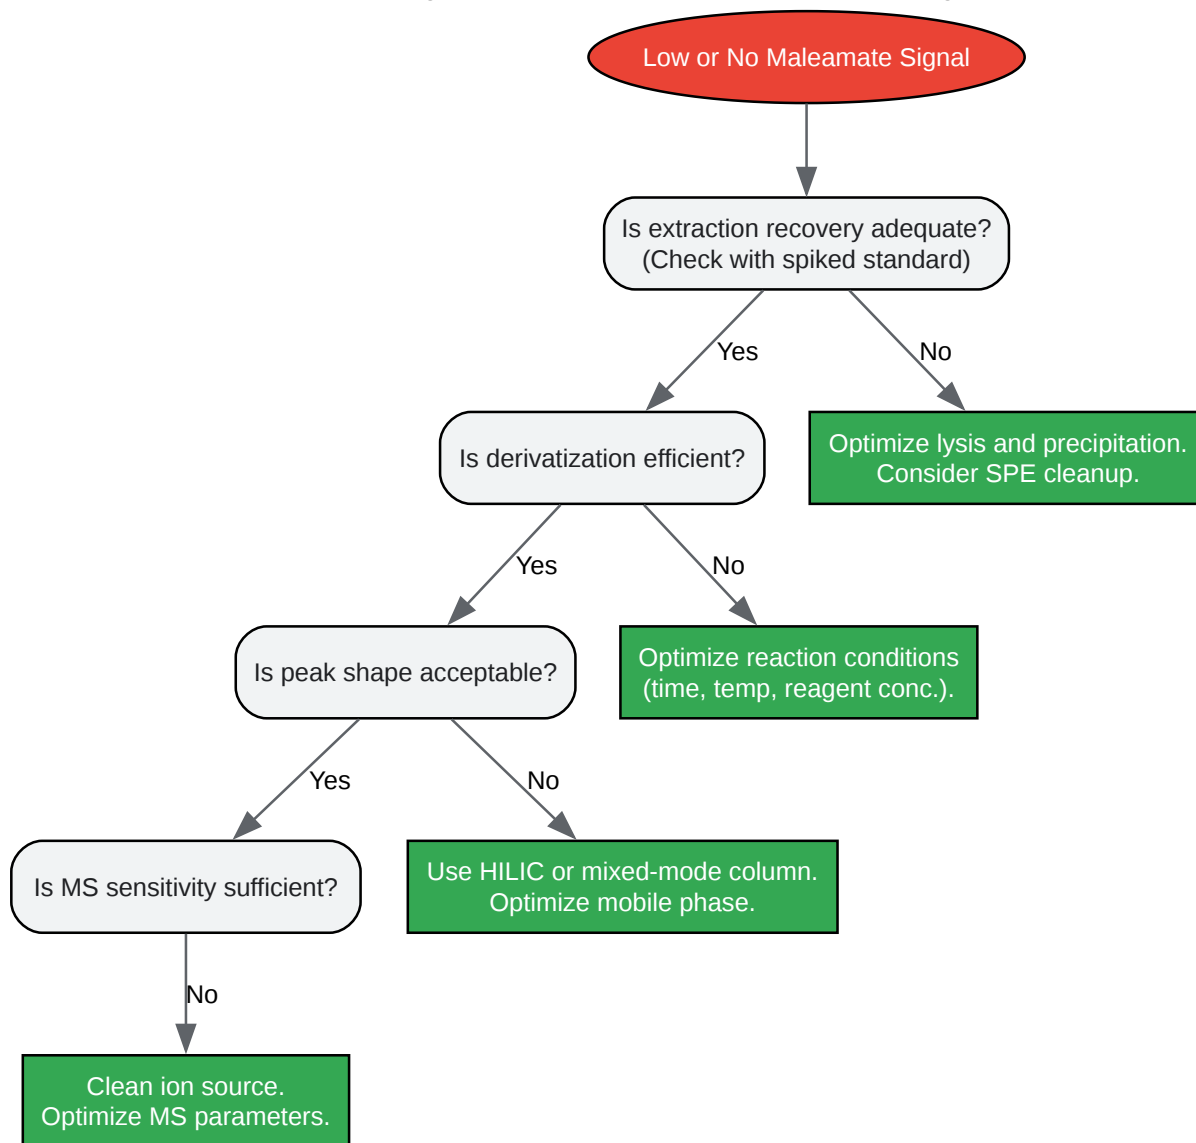 Low or No Maleamate Signal
Is extraction recovery adequate?
(Check with spiked standard)
Yes
No
Is derivatization efficient?
Optimize lysis and precipitation.
Consider SPE cleanup.
Yes
No
Is peak shape acceptable?
Optimize reaction conditions
(time, temp, reagent conc.).
Yes
No
Is MS sensitivity sufficient?
Use HILIC or mixed-mode column.
Optimize mobile phase.
No
Clean ion source.
Optimize MS parameters.